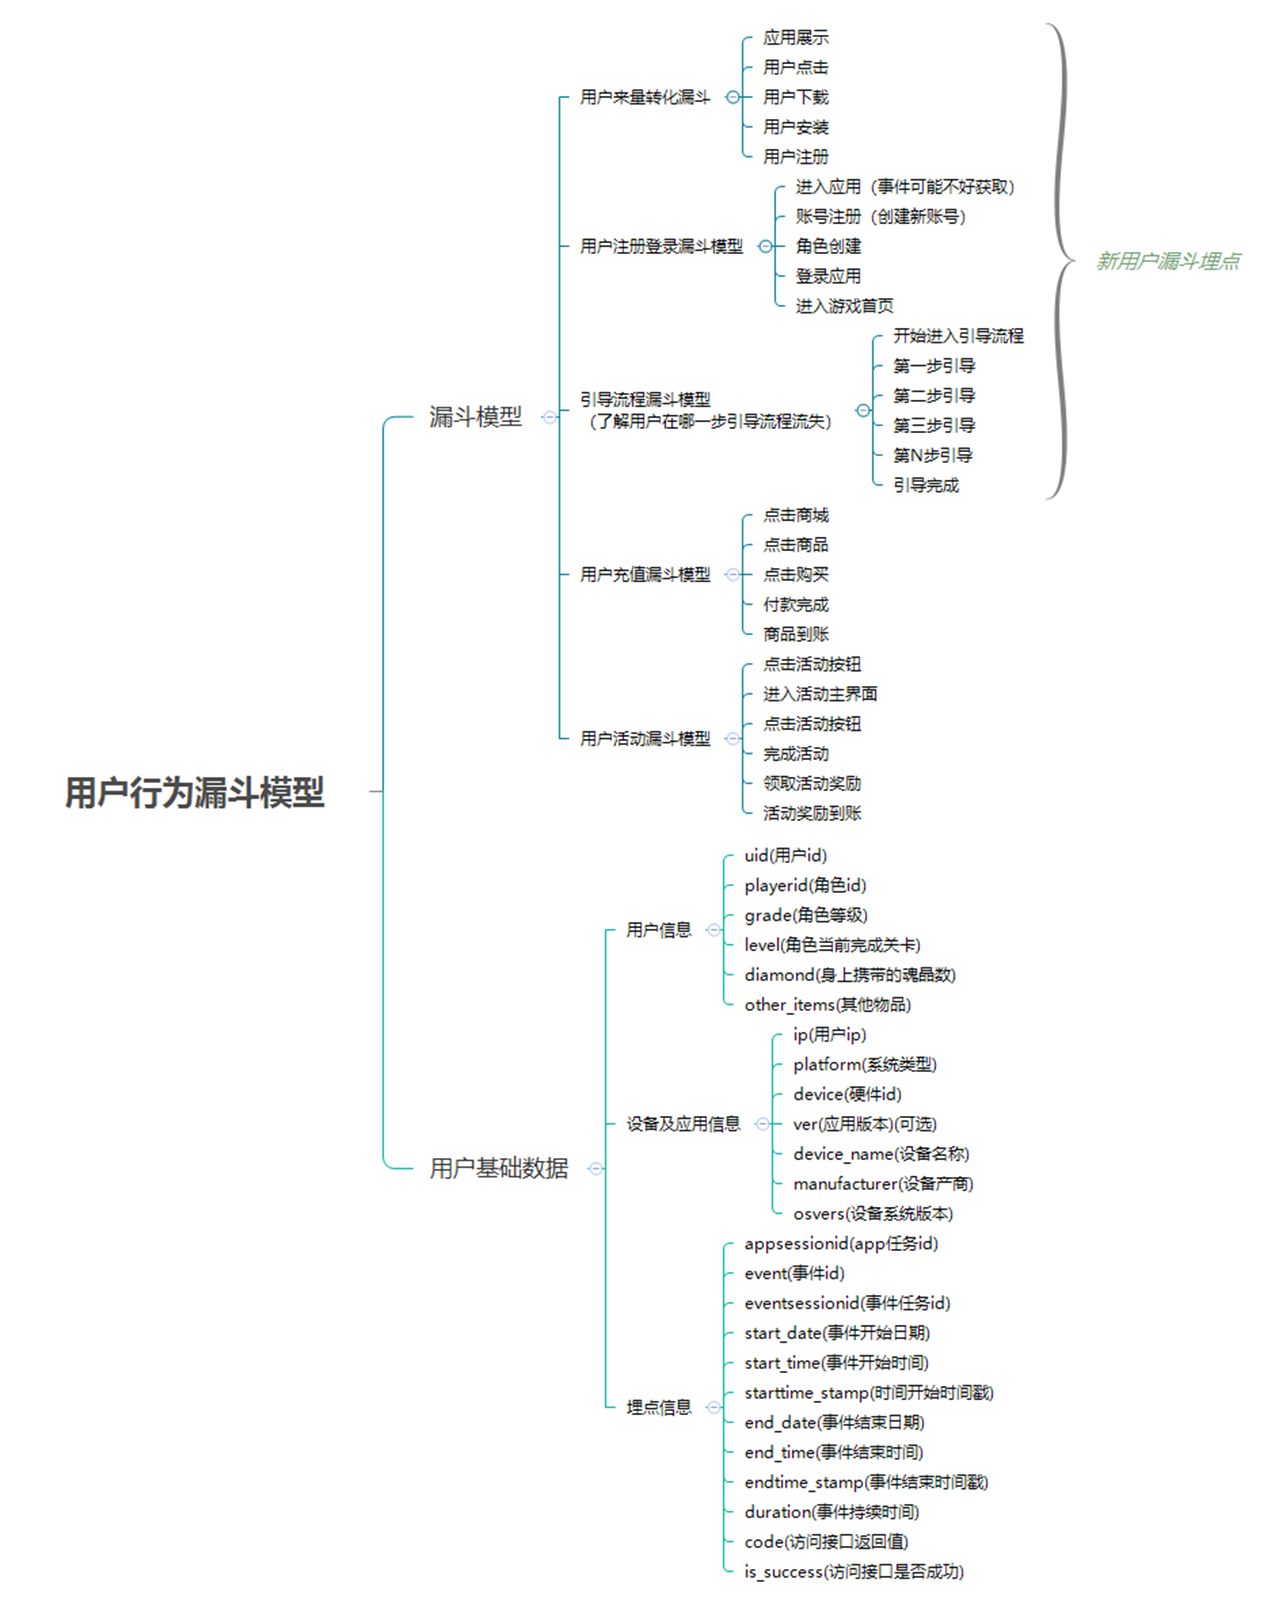 用户行为漏斗模型
漏斗模型
用户来量转化漏斗
应用展示
用户点击
用户下载
用户安装
用户注册
用户注册登录漏斗模型
进入应用（事件可能不好获取）
账号注册（创建新账号）
角色创建
登录应用
进入游戏首页
引导流程漏斗模型
（了解用户在哪一步引导流程流失）
开始进入引导流程
第一步引导
第二步引导
第三步引导
第N步引导
引导完成
新用户漏斗埋点
用户充值漏斗模型
点击商城
点击商品
点击购买
付款完成
商品到账
用户活动漏斗模型
点击活动按钮
进入活动主界面
点击活动按钮
完成活动
领取活动奖励
活动奖励到账
用户基础数据
用户信息
uid(用户id)
playerid(角色id)
grade(角色等级)
level(角色当前完成关卡)
diamond(身上携带的魂晶数)
other_items(其他物品)
设备及应用信息
ip(用户ip)
platform(系统类型)
device(硬件id)
ver(应用版本)(可选)
device_name(设备名称)
manufacturer(设备产商)
osvers(设备系统版本)
埋点信息
appsessionid(app任务id)
event(事件id)
eventsessionid(事件任务id)
start_date(事件开始日期)
start_time(事件开始时间)
starttime_stamp(时间开始时间戳)
end_date(事件结束日期)
end_time(事件结束时间)
endtime_stamp(事件结束时间戳)
duration(事件持续时间)
code(访问接口返回值)
is_success(访问接口是否成功)